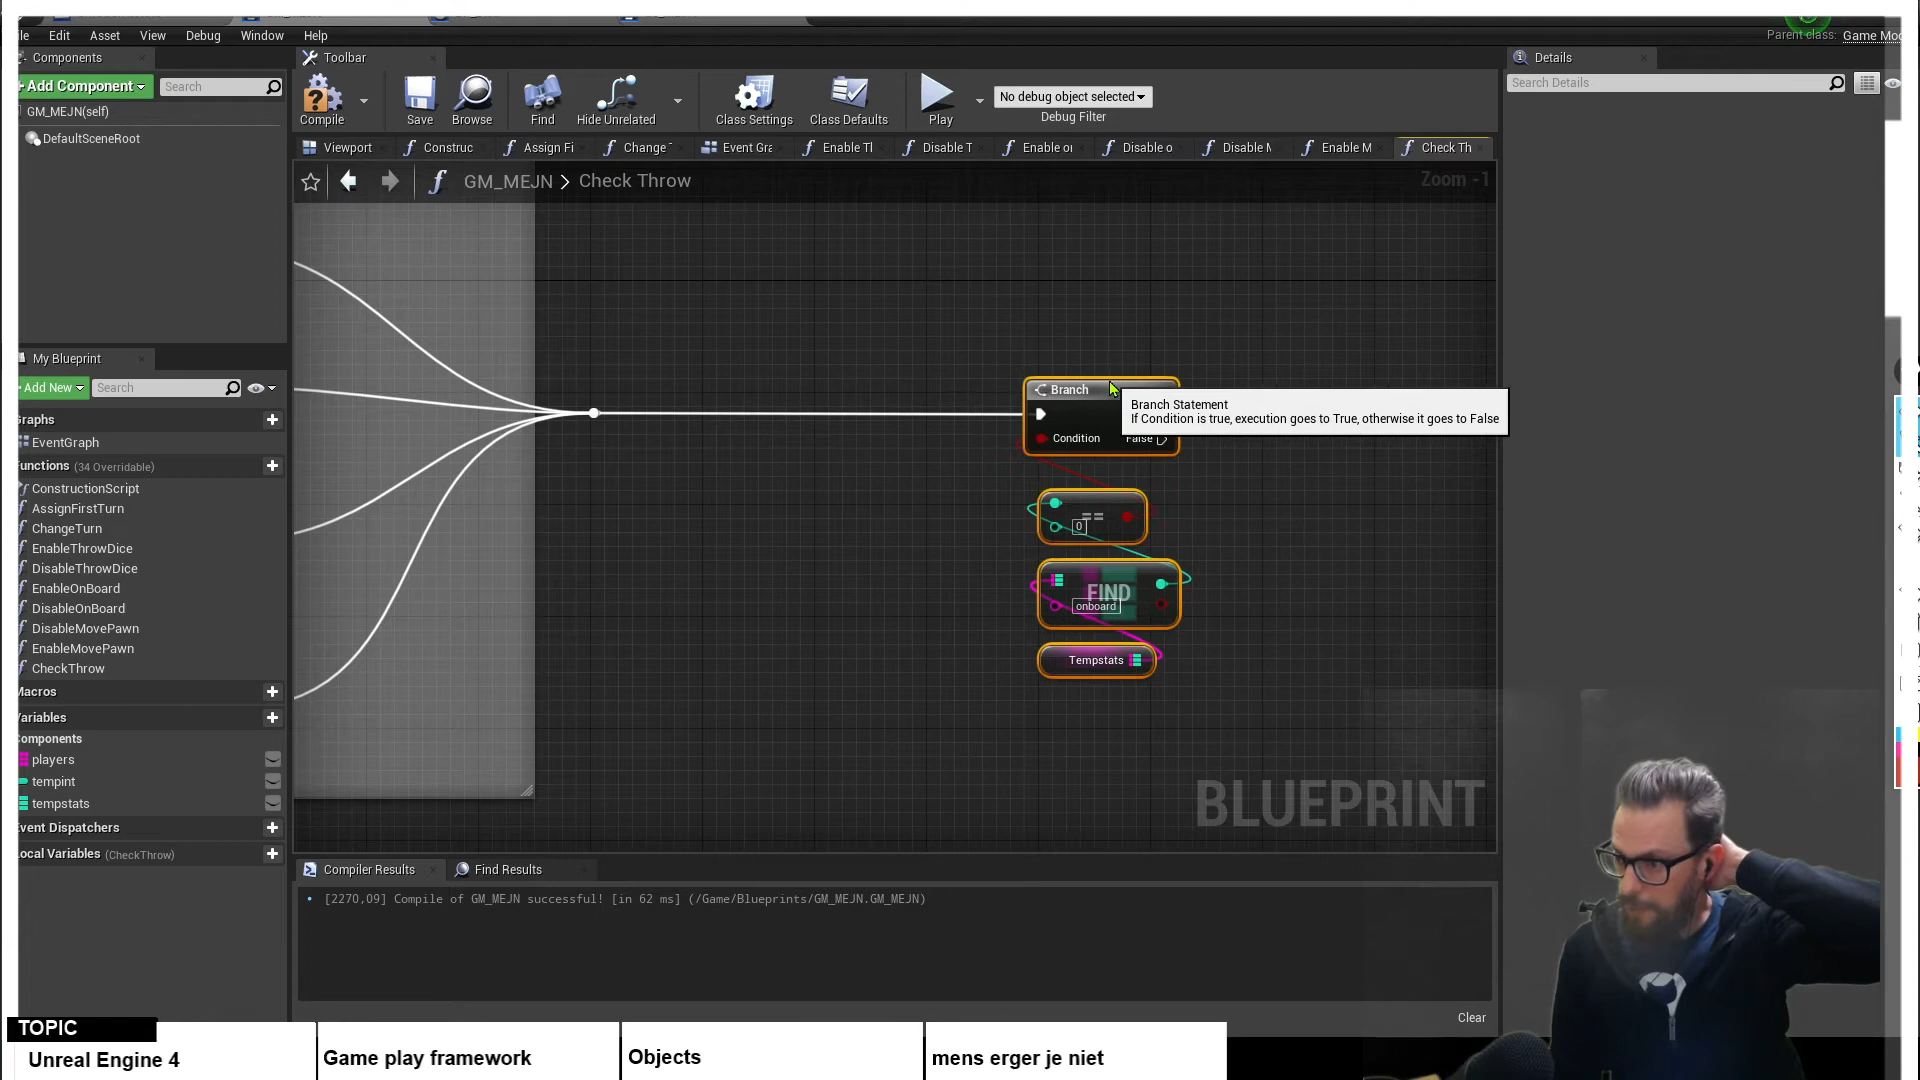 ile Edit Asset View Debug Window Help
Parent class: Game Mo
Components
Toolbar
Details
Add Component
Search
Search Details
GM_MEJN(self)
DefaultSceneRoot
Compile
Save
Browse
Find
Hide Unrelated
Class Settings
Class Defaults
Play
No debug object selected
Debug Filter
Viewport
Construc
Assign Fi
Change
Event Gra
Enable Tl
Disable T
Enable o
Disable o
Disable M
Enable M
Check Th
GM_MEJN > Check Throw
Zoom -1
My Blueprint
Add New
Search
Graphs
EventGraph
Functions (34 Overridable)
ConstructionScript
AssignFirstTurn
ChangeTurn
EnableThrowDice
DisableThrowDice
EnableOnBoard
DisableOnBoard
DisableMovePawn
EnableMovePawn
CheckThrow
Macros
Variables
Components
players
tempint
tempstats
Event Dispatchers
Local Variables (CheckThrow)
Branch
Condition
False
Branch Statement
If Condition is true, execution goes to True, otherwise it goes to False
==
0
FIND
onboard
Tempstats
BLUEPRINT
Compiler Results
Find Results
[2270,09] Compile of GM_MEJN successful! [in 62 ms] (/Game/Blueprints/GM_MEJN.GM_MEJN)
Clear
TOPIC
Unreal Engine 4
Game play framework
Objects
mens erger je niet